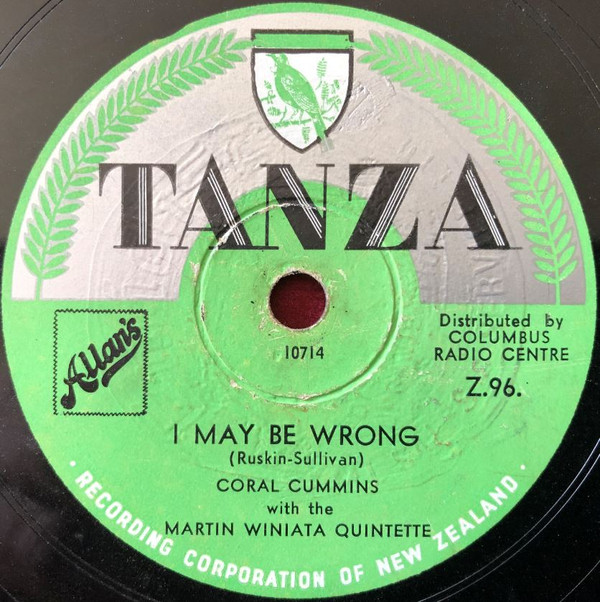 TANZA
Allan's
10714
Distributed by
COLUMBUS
RADIO CENTRE
Z.96.
I MAY BE WRONG
(Ruskin-Sullivan)
CORAL CUMMINS
with the
MARTIN WINIATA QUINTETTE
· RECORDING CORPORATION OF NEW ZEALAND ·